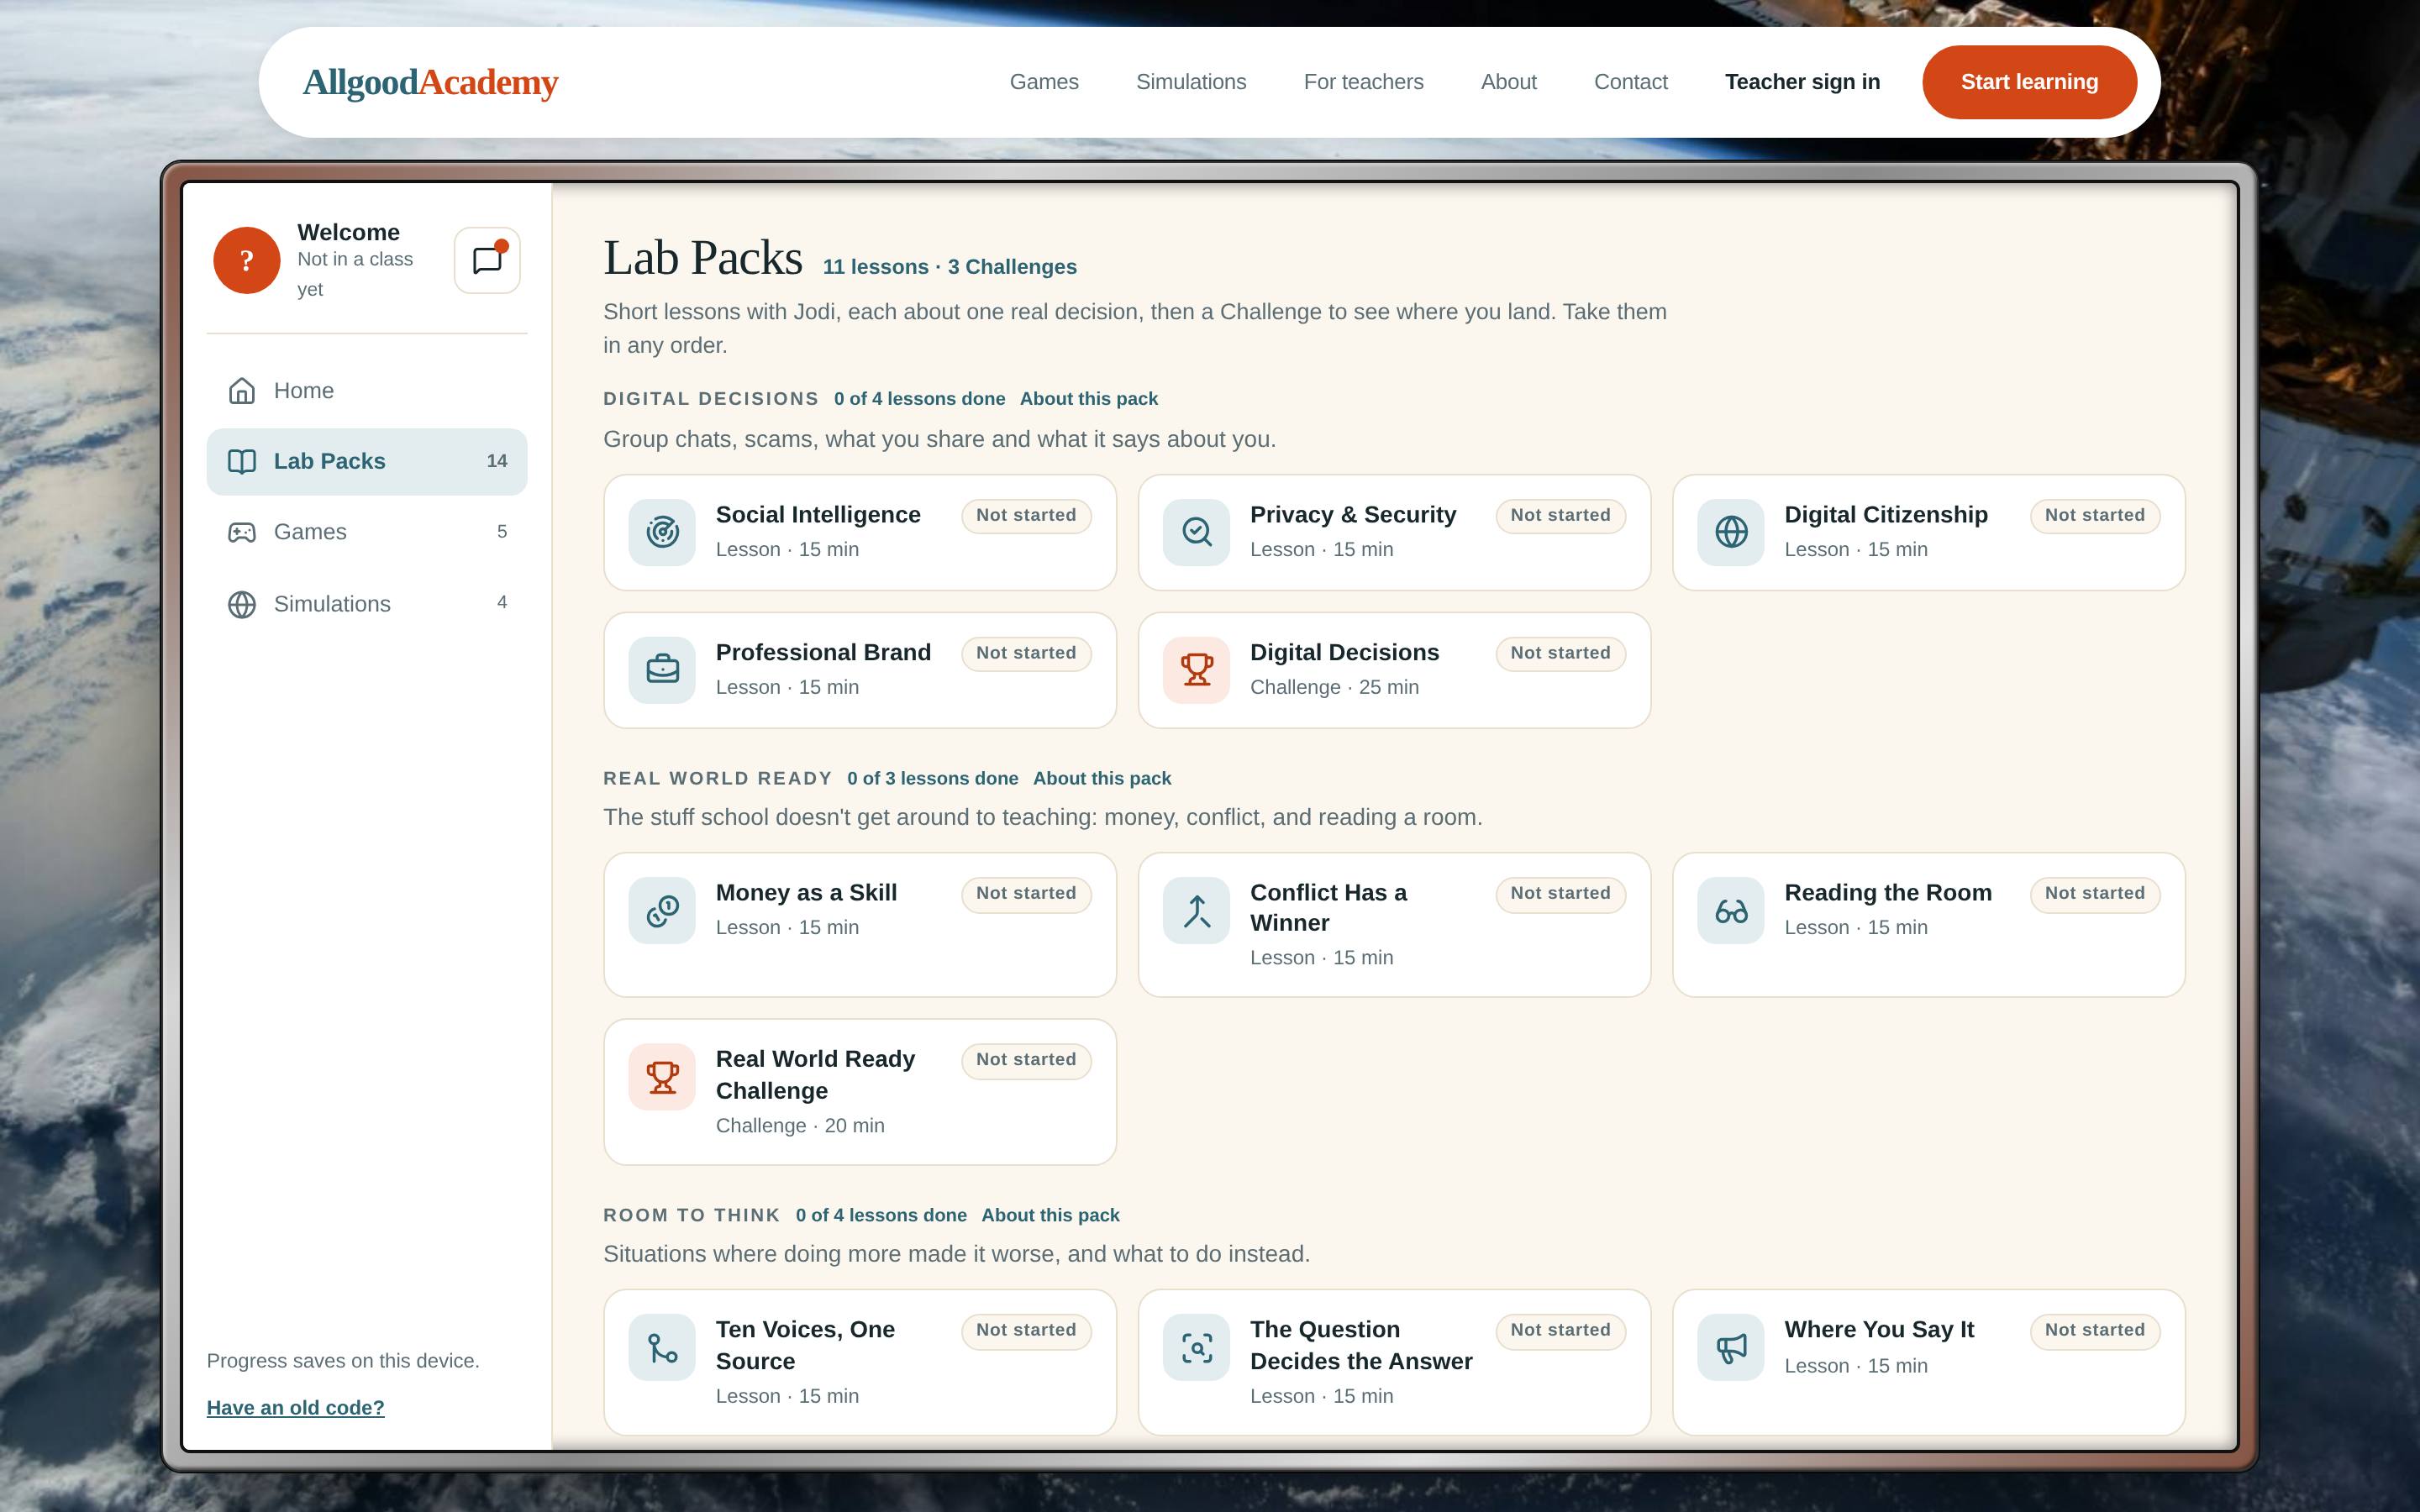 AllgoodAcademy
Games
Simulations
For teachers
About
Contact
Teacher sign in
Start learning
?
Welcome
Not in a class
yet
Home
Lab Packs
14
Games
5
Simulations
4
Progress saves on this device.
Have an old code?
Lab Packs 11 lessons · 3 Challenges
Short lessons with Jodi, each about one real decision, then a Challenge to see where you land. Take them
in any order.
DIGITAL DECISIONS 0 of 4 lessons done About this pack
Group chats, scams, what you share and what it says about you.
Social Intelligence
Not started
Lesson · 15 min
Privacy & Security
Not started
Lesson · 15 min
Digital Citizenship
Not started
Lesson · 15 min
Professional Brand
Not started
Lesson · 15 min
Digital Decisions
Not started
Challenge · 25 min
REAL WORLD READY 0 of 3 lessons done About this pack
The stuff school doesn't get around to teaching: money, conflict, and reading a room.
Money as a Skill
Not started
Lesson · 15 min
Conflict Has a
Winner
Not started
Lesson · 15 min
Reading the Room
Not started
Lesson · 15 min
Real World Ready
Challenge
Not started
Challenge · 20 min
ROOM TO THINK 0 of 4 lessons done About this pack
Situations where doing more made it worse, and what to do instead.
Ten Voices, One
Source
Not started
Lesson · 15 min
The Question
Decides the Answer
Not started
Lesson · 15 min
Where You Say It
Not started
Lesson · 15 min